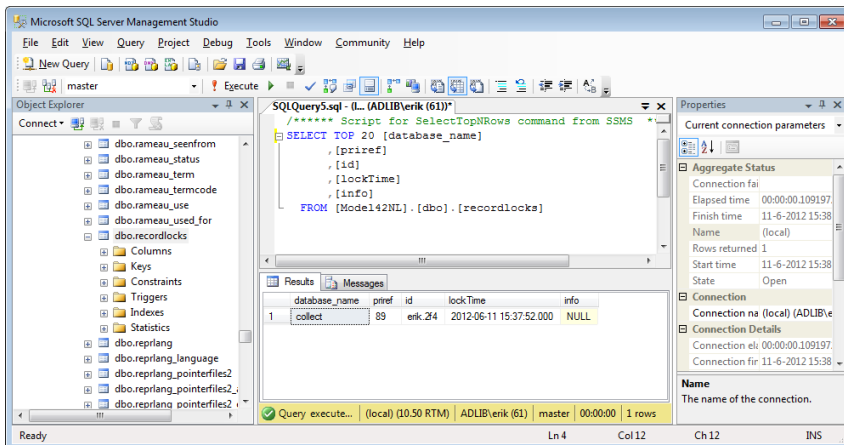 Microsoft SQL Server Management Studio
File Edit View Query Project Debug Tools Window Community Help
New Query
master Execute
Object Explorer
Connect
dbo.rameau_seenfrom
dbo.rameau_status
dbo.rameau_term
dbo.rameau_termcode
dbo.rameau_use
dbo.rameau_used_for
dbo.recordlocks
Columns
Keys
Constraints
Triggers
Indexes
Statistics
dbo.reprlang
dbo.reprlang_language
dbo.reprlang_pointerfiles2
dbo.reprlang_pointerfiles2_
dbo.reprlang_pointerfiles2
SQLQuery5.sql - (l... (ADLIB\erik (61))*
/****** Script for SelectTopNRows command from SSMS *
SELECT TOP 20 [database_name]
,[priref]
,[id]
,[lockTime]
,[info]
FROM [Model42NL].[dbo].[recordlocks]
Results Messages
database_name priref id lockTime info
1 collect 89 erik.2f4 2012-06-11 15:37:52.000 NULL
Query execute... (local) (10.50 RTM) ADLIB\erik (61) master 00:00:00 1 rows
Properties
Current connection parameters
Aggregate Status
Connection fai
Elapsed time 00:00:00.109197
Finish time 11-6-2012 15:38
Name (local)
Rows returned 1
Start time 11-6-2012 15:38
State Open
Connection
Connection na (local) (ADLIB\e
Connection Details
Connection ela 00:00:00.109197
Connection fir 11-6-2012 15:38
Name
The name of the connection.
Ready Ln 4 Col 12 Ch 12 INS